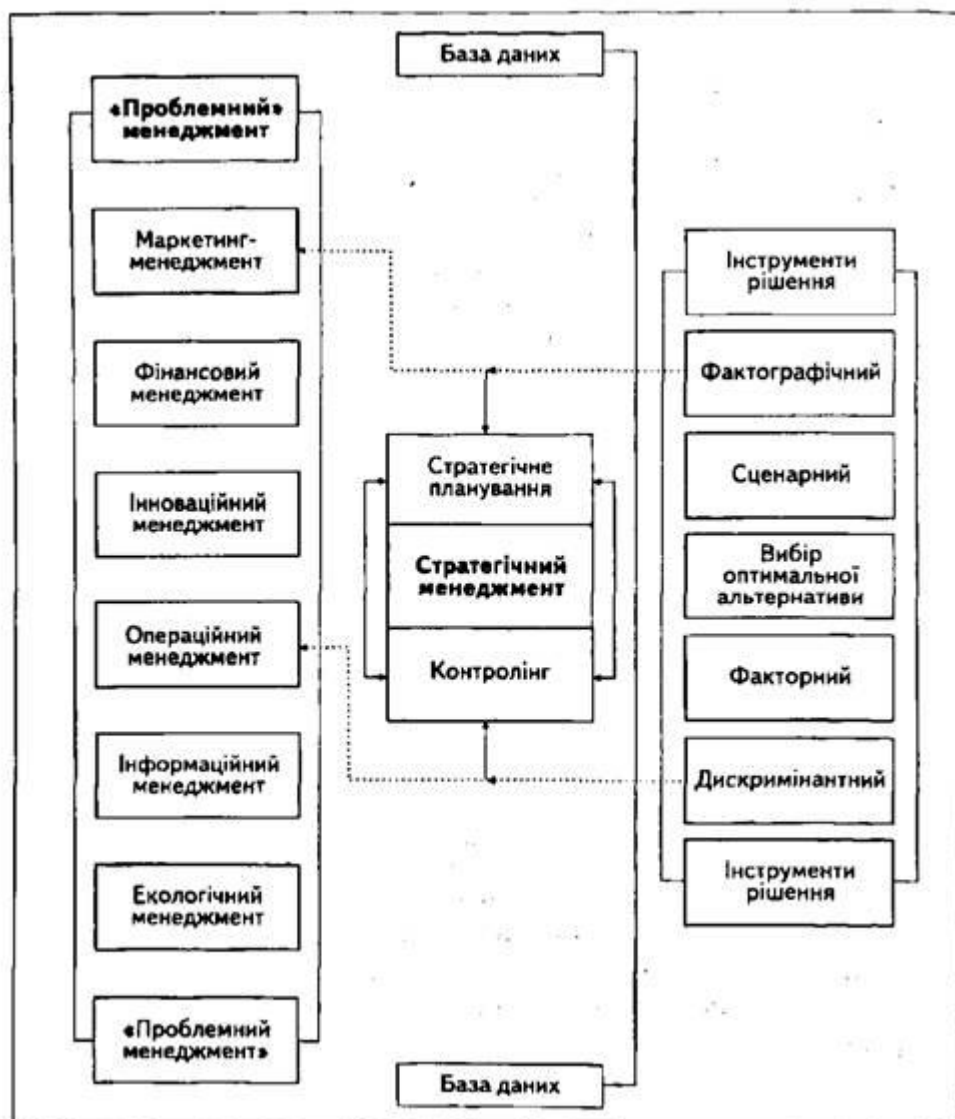 База даних
«Проблемний»
менеджмент
Маркетинг-
менеджмент
Фінансовий
менеджмент
Інноваційний
менеджмент
Операційний
менеджмент
Інформаційний
менеджмент
Екологічний
менеджмент
«Проблемний
менеджмент»
Стратегічне
планування
Стратегічний
менеджмент
Контролінг
База даних
Інструменти
рішення
Фактографічний
Сценарний
Вибір
оптимальної
альтернативи
Факторний
Дискримінантний
Інструменти
рішення